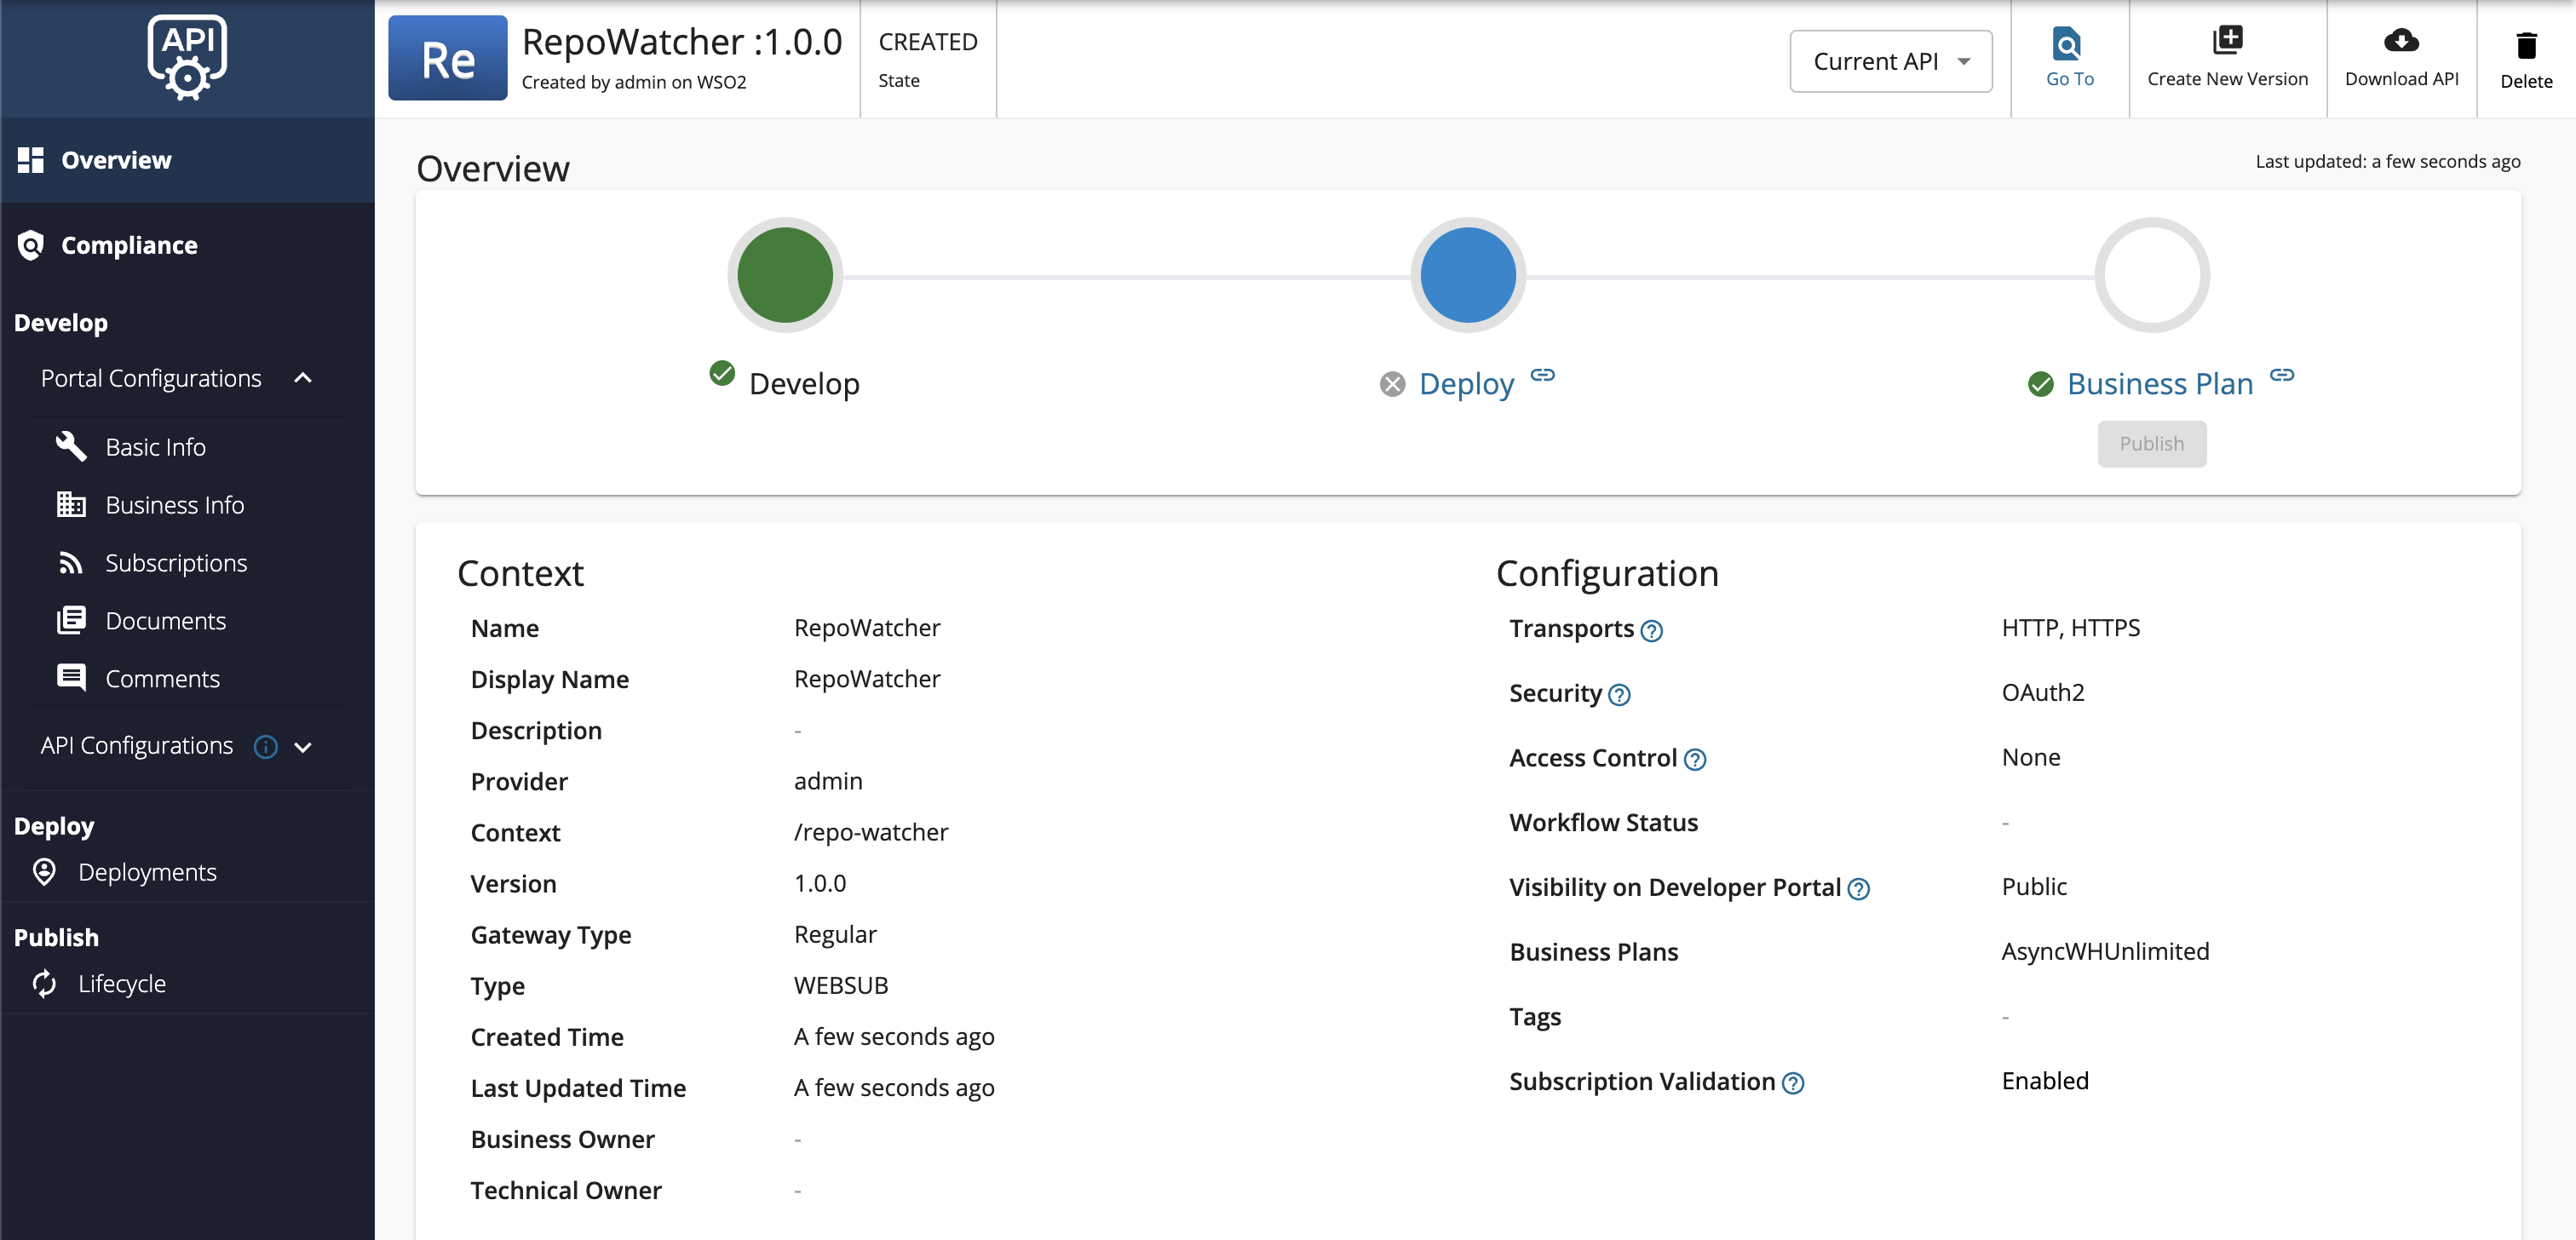 API
RepoWatcher :1.0.0
Created by admin on WSO2
Re
CREATED
State
Current API
Go To
Create New Version
Download API
Delete
Overview
Compliance
Develop
Portal Configurations
Basic Info
Business Info
Subscriptions
Documents
Comments
API Configurations
Deploy
Deployments
Publish
Lifecycle
Overview
Last updated: a few seconds ago
Develop
Deploy
Business Plan
Publish
Context
Name RepoWatcher
Display Name RepoWatcher
Description -
Provider admin
Context /repo-watcher
Version 1.0.0
Gateway Type Regular
Type WEBSUB
Created Time A few seconds ago
Last Updated Time A few seconds ago
Business Owner -
Technical Owner -
Configuration
Transports HTTP, HTTPS
Security OAuth2
Access Control None
Workflow Status -
Visibility on Developer Portal Public
Business Plans AsyncWHUnlimited
Tags -
Subscription Validation Enabled